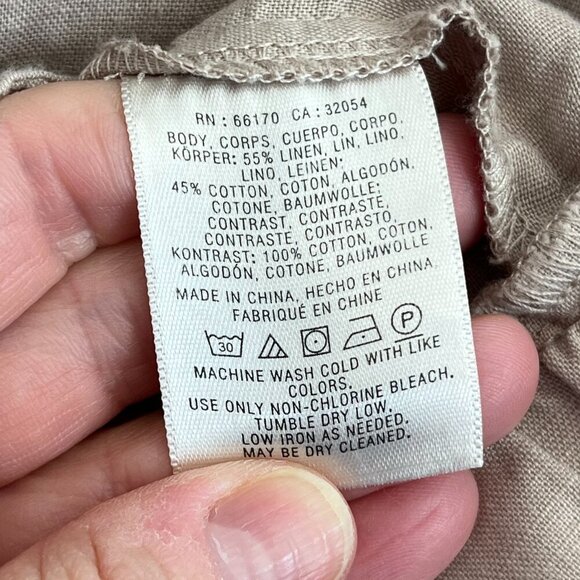 RN : 66170 CA : 32054
BODY, CORPS, CUERPO, CORPO,
KÖRPER: 55% LINEN, LIN, LINO,
LINO, LEINEN;
45% COTTON, COTON, ALGODÓN,
COTONE, BAUMWOLLE;
CONTRAST, CONTRASTE,
CONTRASTE, CONTRASTO,
KONTRAST: 100% COTTON, COTON,
ALGODÓN, COTONE, BAUMWOLLE
MADE IN CHINA, HECHO EN CHINA,
FABRIQUÉ EN CHINE
30 P
MACHINE WASH COLD WITH LIKE
COLORS.
USE ONLY NON-CHLORINE BLEACH.
TUMBLE DRY LOW.
LOW IRON AS NEEDED.
MAY BE DRY CLEANED.